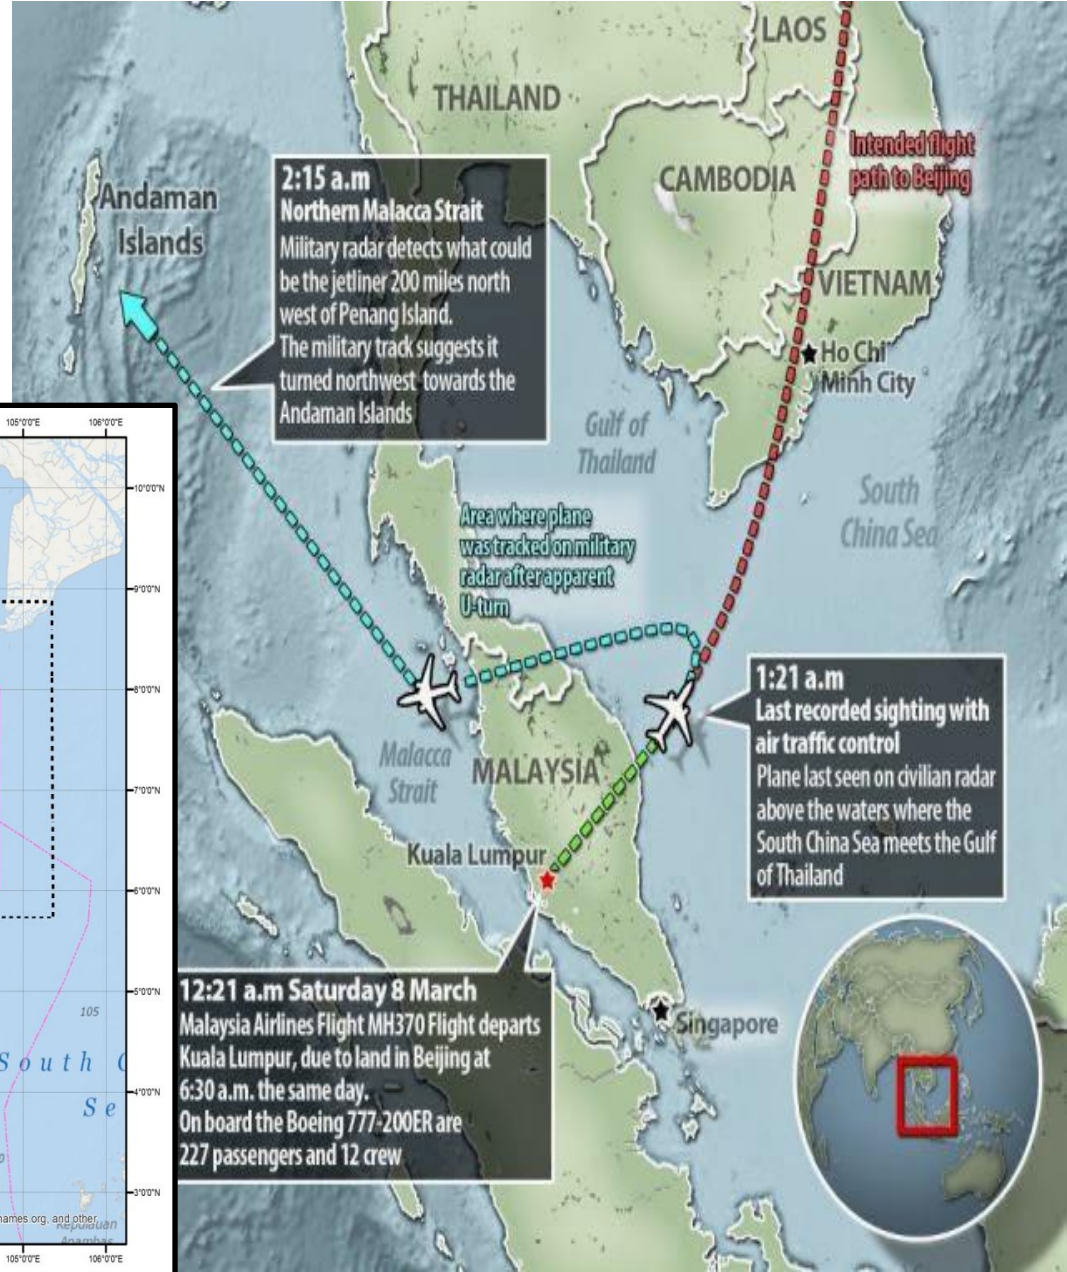 LAOS
THAILAND
Intended flight
path to Beijing
CAMBODIA
2:15 a.m
Northern Malacca Strait
Military radar detects what could
be the jetliner 200 miles north
west of Penang Island.
The military track suggests it
turned northwest towards the
Andaman Islands
Andaman
Islands
VIETNAM
Ho Chi
Minh City
Gulf of
Thailand
South
China Sea
Area where plane
was tracked on military
radar after apparent
U-turn
1:21 a.m
Last recorded sighting with
air traffic control
Plane last seen on civilian radar
above the waters where the
South China Sea meets the Gulf
of Thailand
Malacca
Strait
MALAYSIA
Kuala Lumpur
12:21 a.m Saturday 8 March
Malaysia Airlines Flight MH370 Flight departs
Kuala Lumpur, due to land in Beijing at
6:30 a.m. the same day.
On board the Boeing 777-200ER are
227 passengers and 12 crew
Singapore
105°0'0"E 106°0'0"E
10°0'0"N
9°0'0"N
8°0'0"N
7°0'0"N
6°0'0"N
5°0'0"N
105
South C
4°0'0"N
Se
3°0'0"N
names.org, and other
Kepulauan
Anambas
105°0'0"E 106°0'0"E